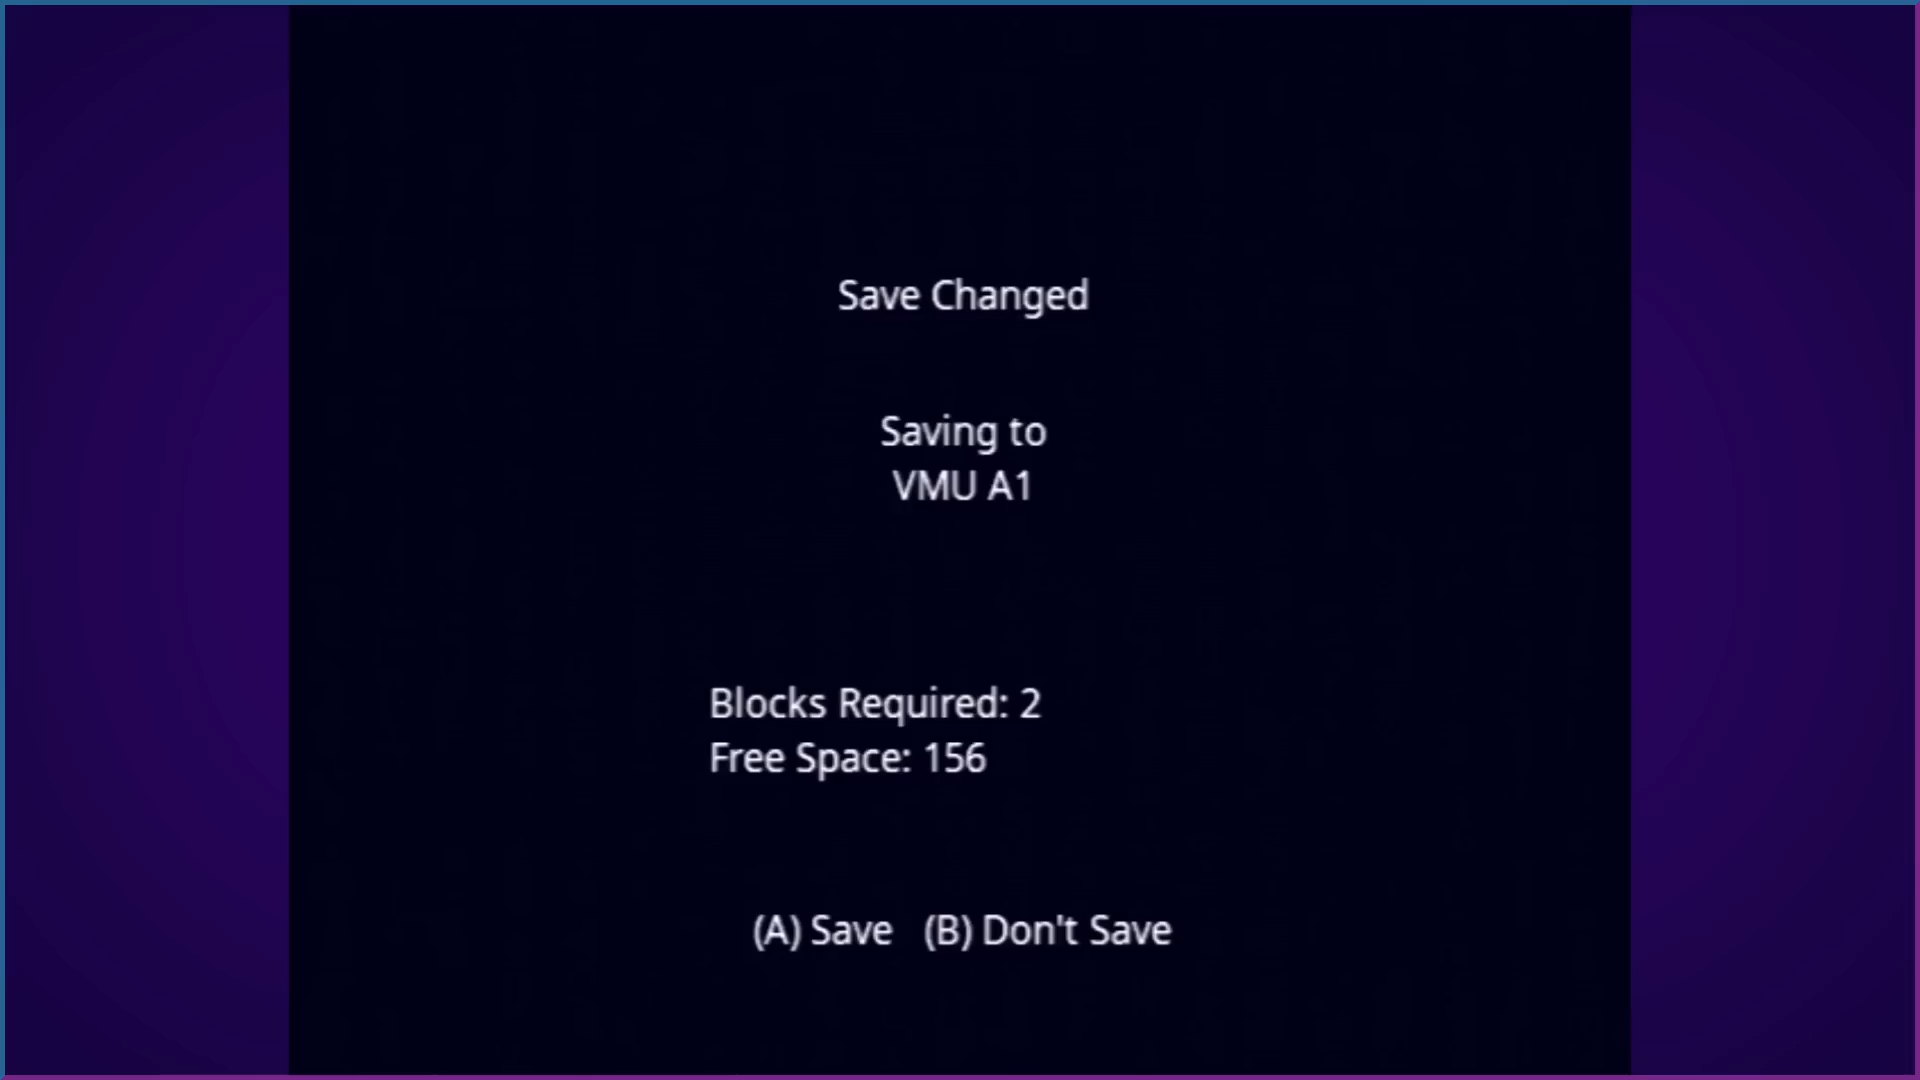 Save Changed
Saving to
VMU A1
Blocks Required: 2
Free Space: 156
(A) Save (B) Don't Save